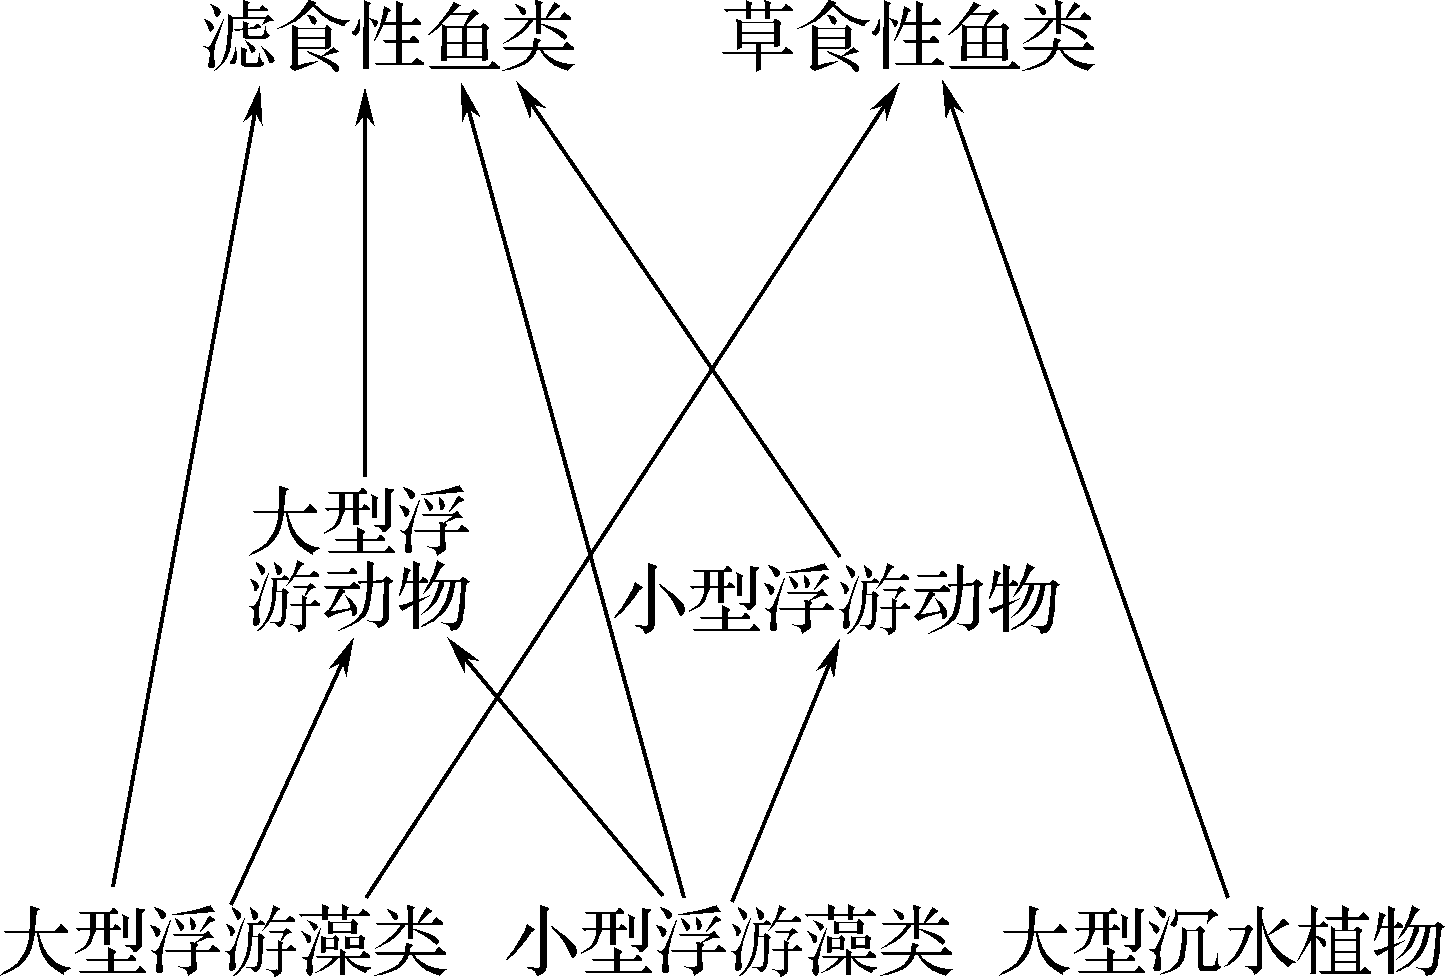 滤食性鱼类
草食性鱼类
大型浮
游动物
小型浮游动物
大型浮游藻类
小型浮游藻类
大型沉水植物